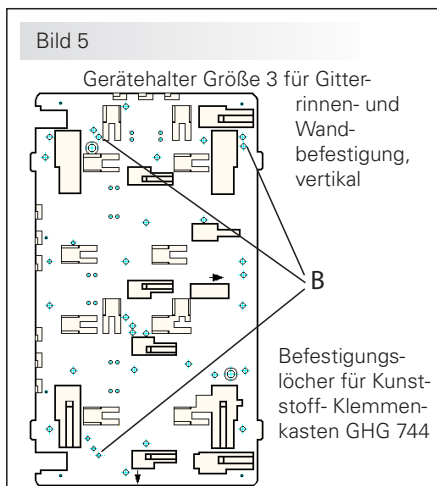 Bild 5
Gerätehalter Größe 3 für Gitter-
rinnen- und
Wand-
befestigung,
vertikal
B
Befestigungs-
löcher für Kunst-
stoff- Klemmen-
kasten GHG 744